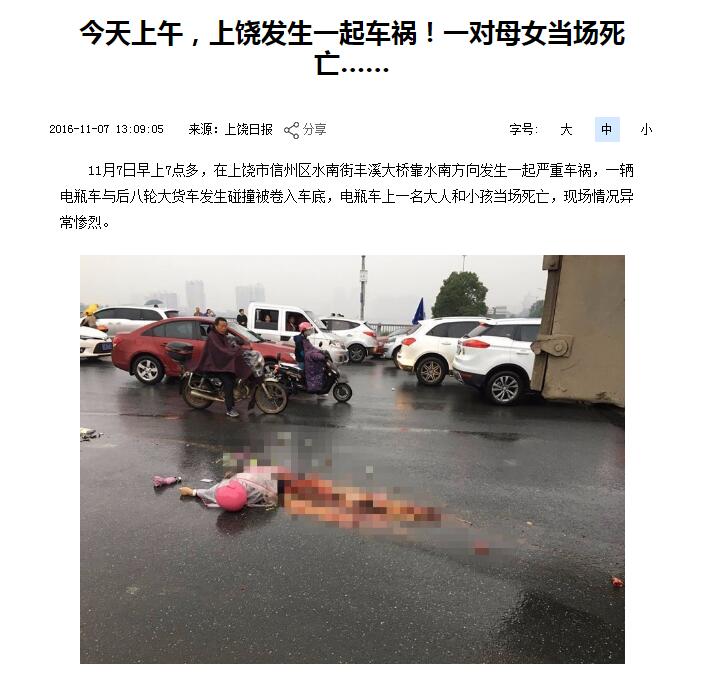 今天上午，上饶发生一起车祸！一对母女当场死
亡……
2016-11-07 13:09:05 来源：上饶日报 分享 字号： 大 中 小
11月7日早上7点多，在上饶市信州区水南街丰溪大桥靠水南方向发生一起严重车祸，一辆
电瓶车与后八轮大货车发生碰撞被卷入车底，电瓶车上一名大人和小孩当场死亡，现场情况异
常惨烈。